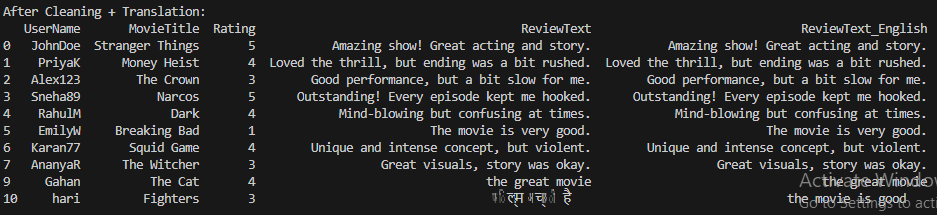 After Cleaning + Translation:
UserName MovieTitle Rating ReviewText ReviewText_English
0 JohnDoe Stranger Things 5 Amazing show! Great acting and story. Amazing show! Great acting and story.
1 PriyaK Money Heist 4 Loved the thrill, but ending was a bit rushed. Loved the thrill, but ending was a bit rushed.
2 Alex123 The Crown 3 Good performance, but a bit slow for me. Good performance, but a bit slow for me.
3 Sneha89 Narcos 5 Outstanding! Every episode kept me hooked. Outstanding! Every episode kept me hooked.
4 RahulM Dark 4 Mind-blowing but confusing at times. Mind-blowing but confusing at times.
5 EmilyW Breaking Bad 1 The movie is very good. The movie is very good.
6 Karan77 Squid Game 4 Unique and intense concept, but violent. Unique and intense concept, but violent.
7 AnanyaR The Witcher 3 Great visuals, story was okay. Great visuals, story was okay.
9 Gahan The Cat 4 the great movie the great movie
10 hari Fighters 3 है the movie is good
Activate Window
Go to Settings to acti